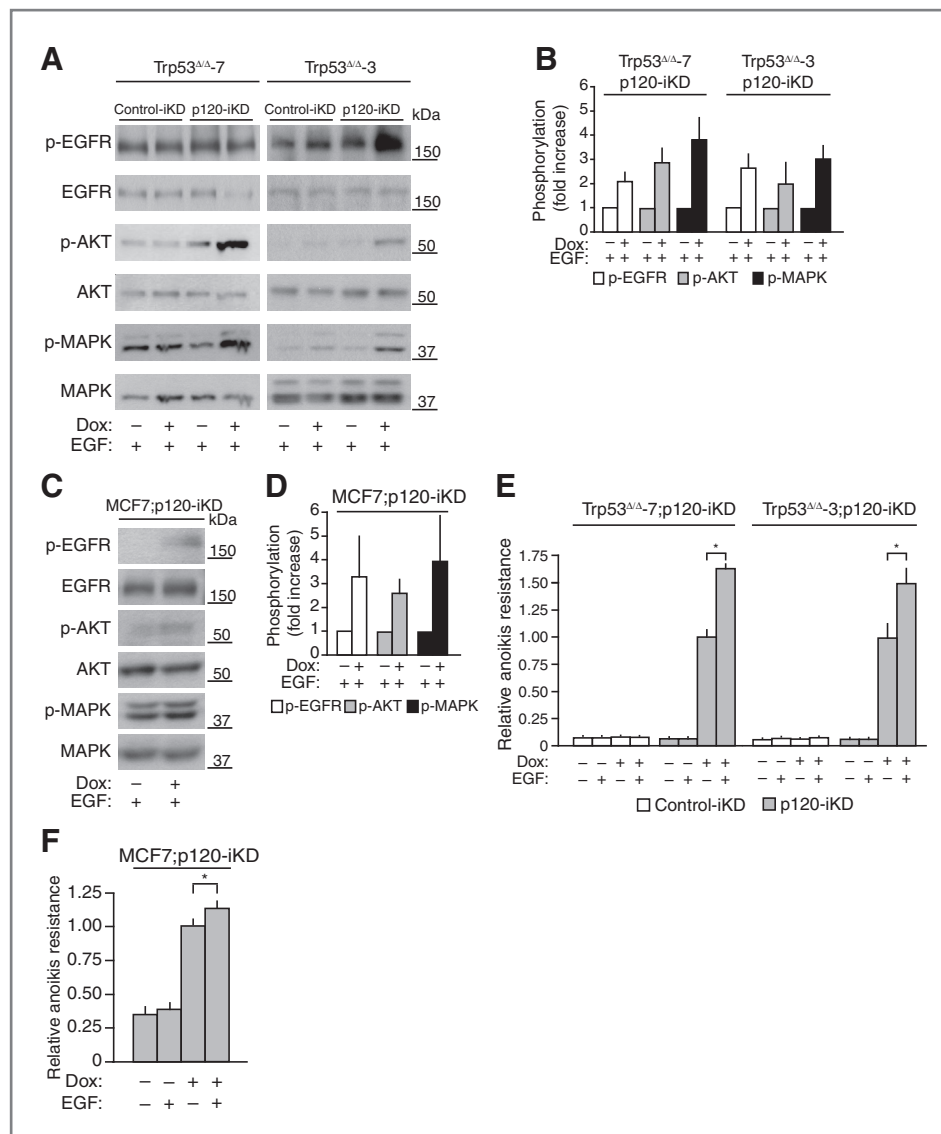 A
Trp53Δ/Δ-7 Trp53Δ/Δ-3
Control-iKD p120-iKD Control-iKD p120-iKD kDa
p-EGFR 150
EGFR 150
p-AKT 50
AKT 50
p-MAPK 37
MAPK 37
Dox: – + – + – + – +
EGF: + + + + + + + +
B
Trp53Δ/Δ-7 Trp53Δ/Δ-3
p120-iKD p120-iKD
Phosphorylation
(fold increase)
6
5
4
3
2
1
0
Dox: – + – + – + – + – + – +
EGF: + + + + + + + + + + + +
p-EGFR p-AKT p-MAPK
C
MCF7;p120-iKD
kDa
p-EGFR 150
EGFR 150
p-AKT 50
AKT 50
p-MAPK 37
MAPK 37
Dox: – +
EGF: + +
D
MCF7;p120-iKD
Phosphorylation
(fold increase)
6
5
4
3
2
1
0
Dox: – + – + – +
EGF: + + + + + +
p-EGFR p-AKT p-MAPK
E
Trp53Δ/Δ-7;p120-iKD Trp53Δ/Δ-3;p120-iKD
Relative anoikis resistance
1.75
1.50
1.25
1.00
0.75
0.50
0.25
0
* *
Dox: – – + + – – + + – – + + – – + +
EGF: – + – + – + – + – + – + – + – +
Control-iKD p120-iKD
F
MCF7;p120-iKD
Relative anoikis resistance
1.25
1.00
0.75
0.50
0.25
0
*
Dox: – – + +
EGF: – + – +